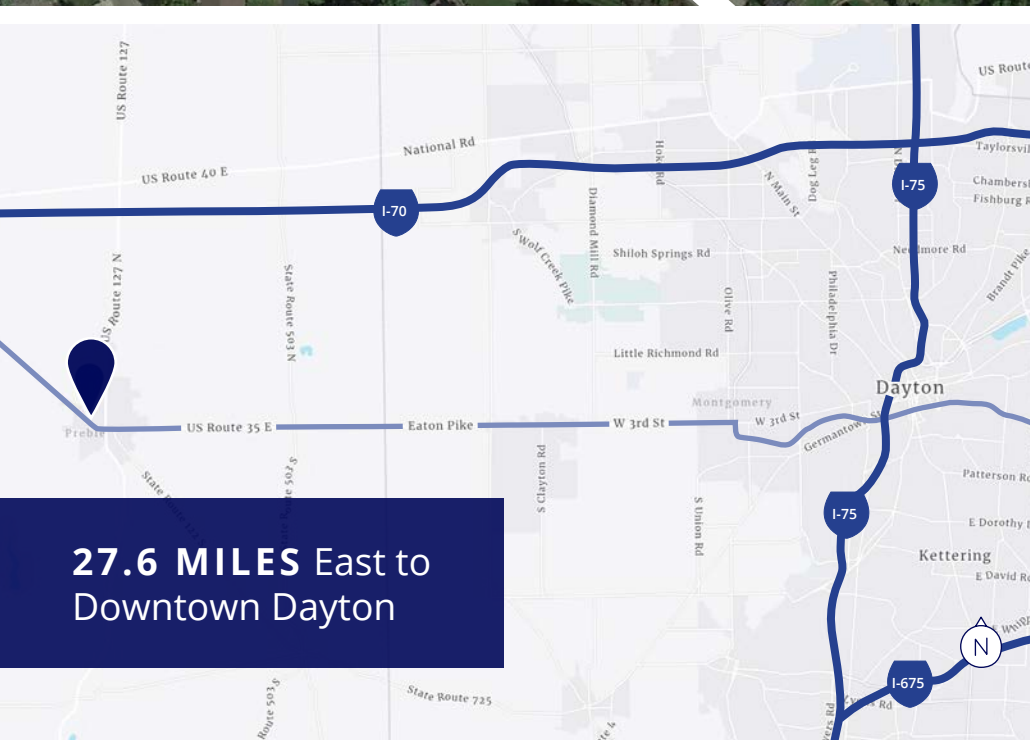 US Route 127
US Route
National Rd
US Route 40 E
Taylorsvil
Hoke Rd
Dog Leg R
N Main St
I-75
Chambers
Fishburg R
I-70
Diamond Mill Rd
S Wolf Creek Pike
Shiloh Springs Rd
Needmore Rd
Brandt Pike
US Route 127 N
State Route 503 N
Olive Rd
Philadelphia Dr
Little Richmond Rd
Dayton
Montgomery
Preble
US Route 35 E
Eaton Pike
W 3rd St
W 3rd St
Germantown St
S Clayton Rd
S Union Rd
Patterson Rd
I-75
E Dorothy
Kettering
E David Rd
27.6 MILES East to
Downtown Dayton
N
I-675
Route 503 S
State Route 725